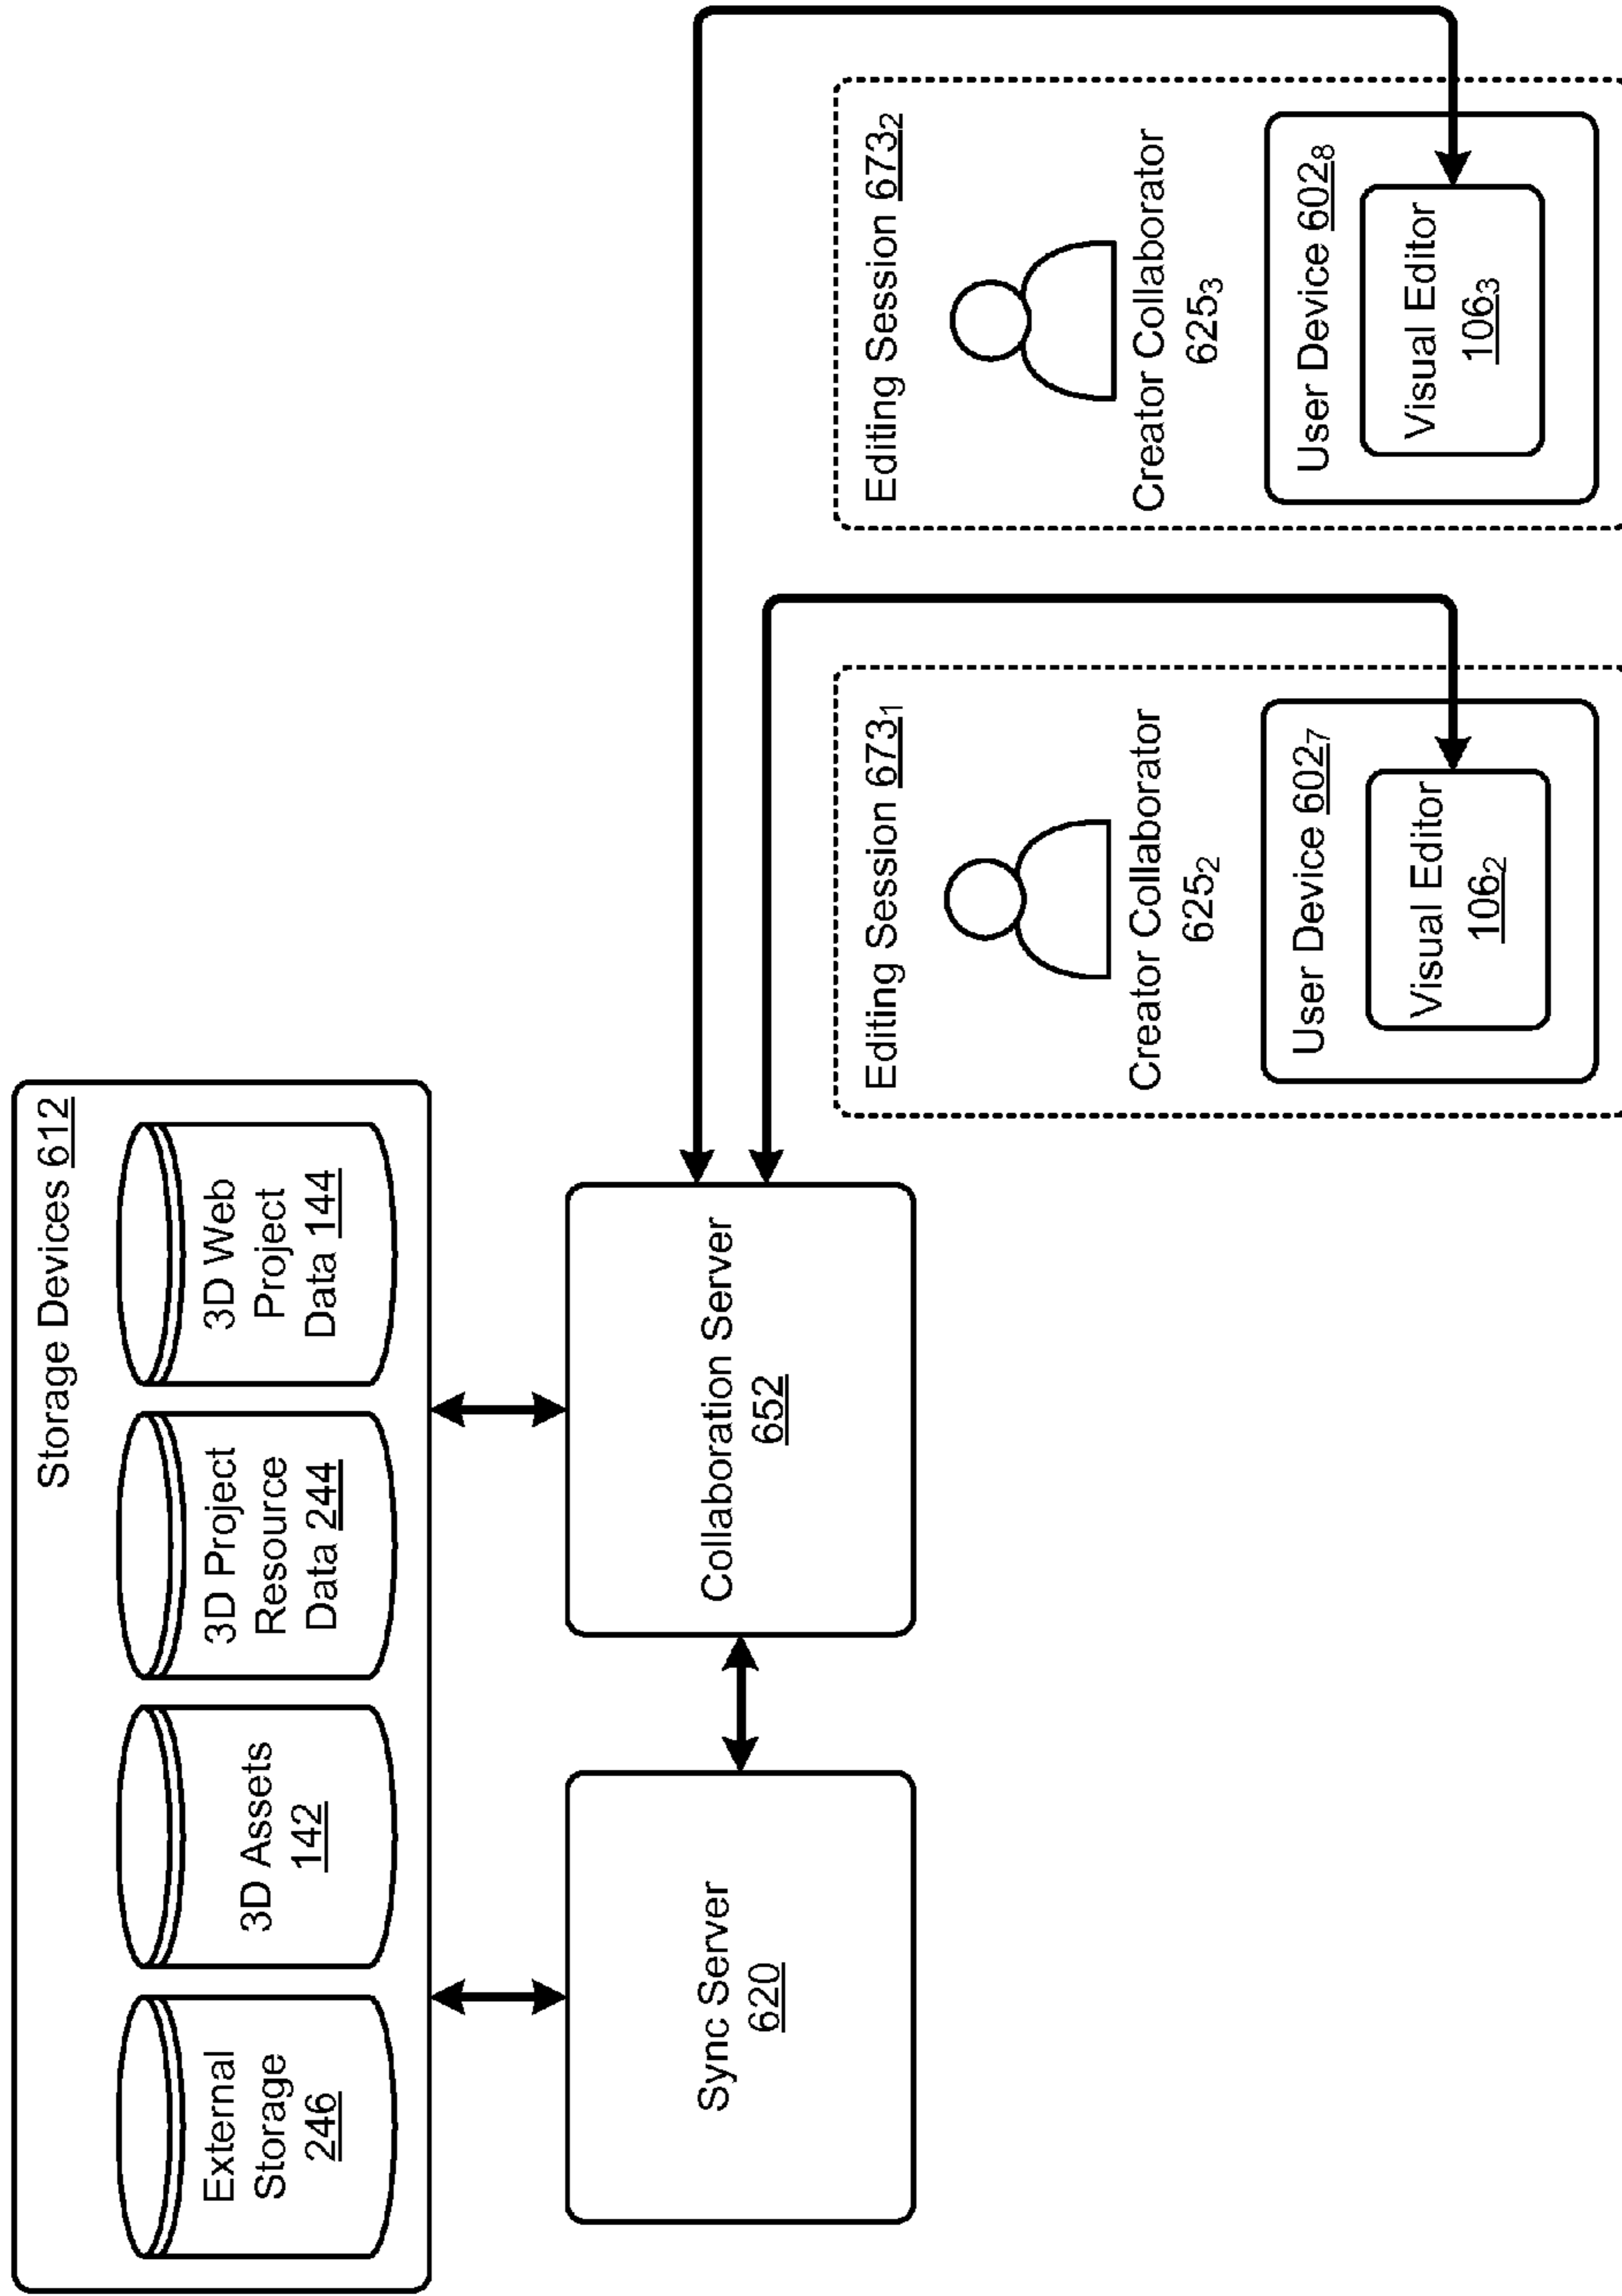 Storage Devices 612
External
Storage
246
3D Assets
142
3D Project
Resource
Data 244
3D Web
Project
Data 144
Sync Server
620
Collaboration Server
652
Editing Session 673₁
Creator Collaborator
625₂
User Device 602₇
Visual Editor
106₂
Editing Session 673₂
Creator Collaborator
625₃
User Device 602₈
Visual Editor
106₃